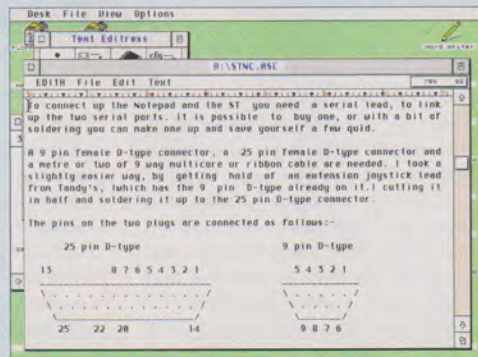 Desk File View Options
Text Editress
cfg
Word Writer
A:\STNC.ASC
EDITH File Edit Text
To connect up the Notepad and the ST you need a serial lead, to link
up the two serial ports. it is possible to buy one, or with a bit of
soldering you can make one up and save yourself a few quid.
A 9 pin female D-type connector, a 25 pin female D-type connector and
a metre or two of 9 way multicore or ribbon cable are needed. I took a
slightly easier way, by getting hold of an extension joystick lead
from Tandy's, (which has the 9 pin D-type already on it.) cutting it
in half and soldering it up to the 25 pin D-type connector.
The pins on the two plugs are connected as follows:-
25 pin D-type 9 pin D-type
13 8 7 6 5 4 3 2 1 5 4 3 2 1
25 22 20 14 9 8 7 6